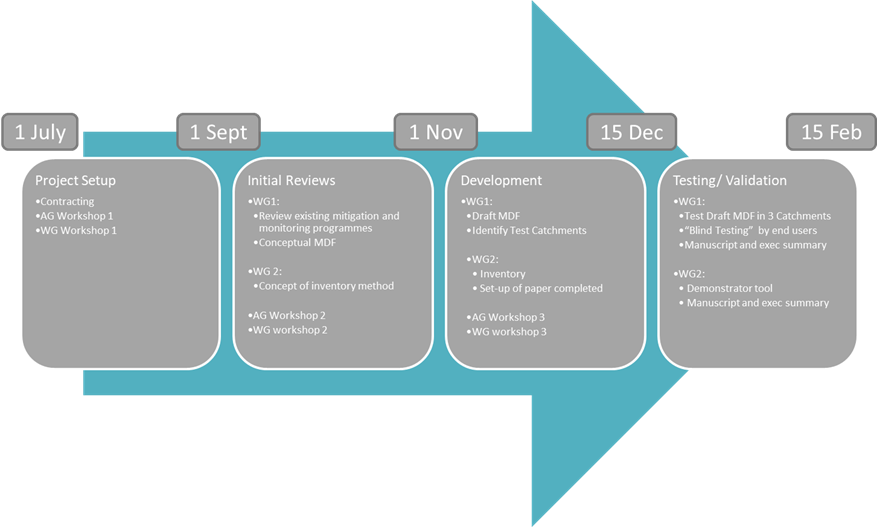 1 July
1 Sept
1 Nov
15 Dec
15 Feb
Project Setup
•Contracting
•AG Workshop 1
•WG Workshop 1
Initial Reviews
•WG1:
•Review existing mitigation and
monitoring programmes
•Conceptual MDF
•WG 2:
•Concept of inventory method
•AG Workshop 2
•WG workshop 2
Development
•WG1:
•Draft MDF
•Identify Test Catchments
•WG2:
•Inventory
•Set-up of paper completed
•AG Workshop 3
•WG workshop 3
Testing/ Validation
•WG1:
•Test Draft MDF in 3 Catchments
•“Blind Testing” by end users
•Manuscript and exec summary
•WG2:
•Demonstrator tool
•Manuscript and exec summary